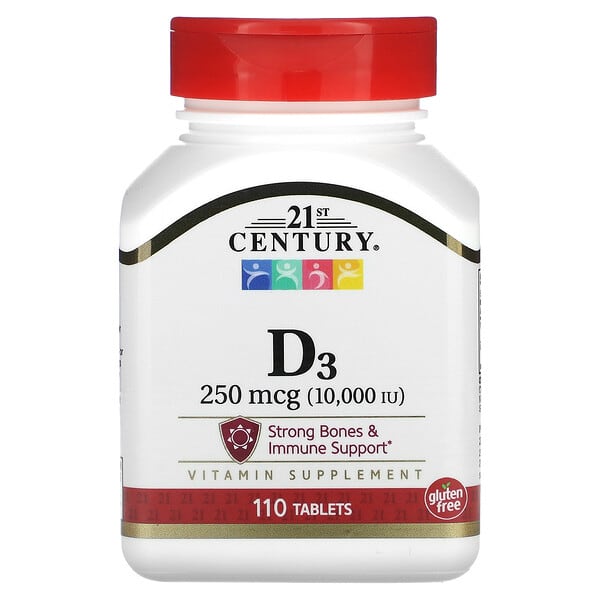 21ST
CENTURY®
D3
250 mcg (10,000 IU)
Strong Bones &
Immune Support*
VITAMIN SUPPLEMENT
110 TABLETS
gluten
free